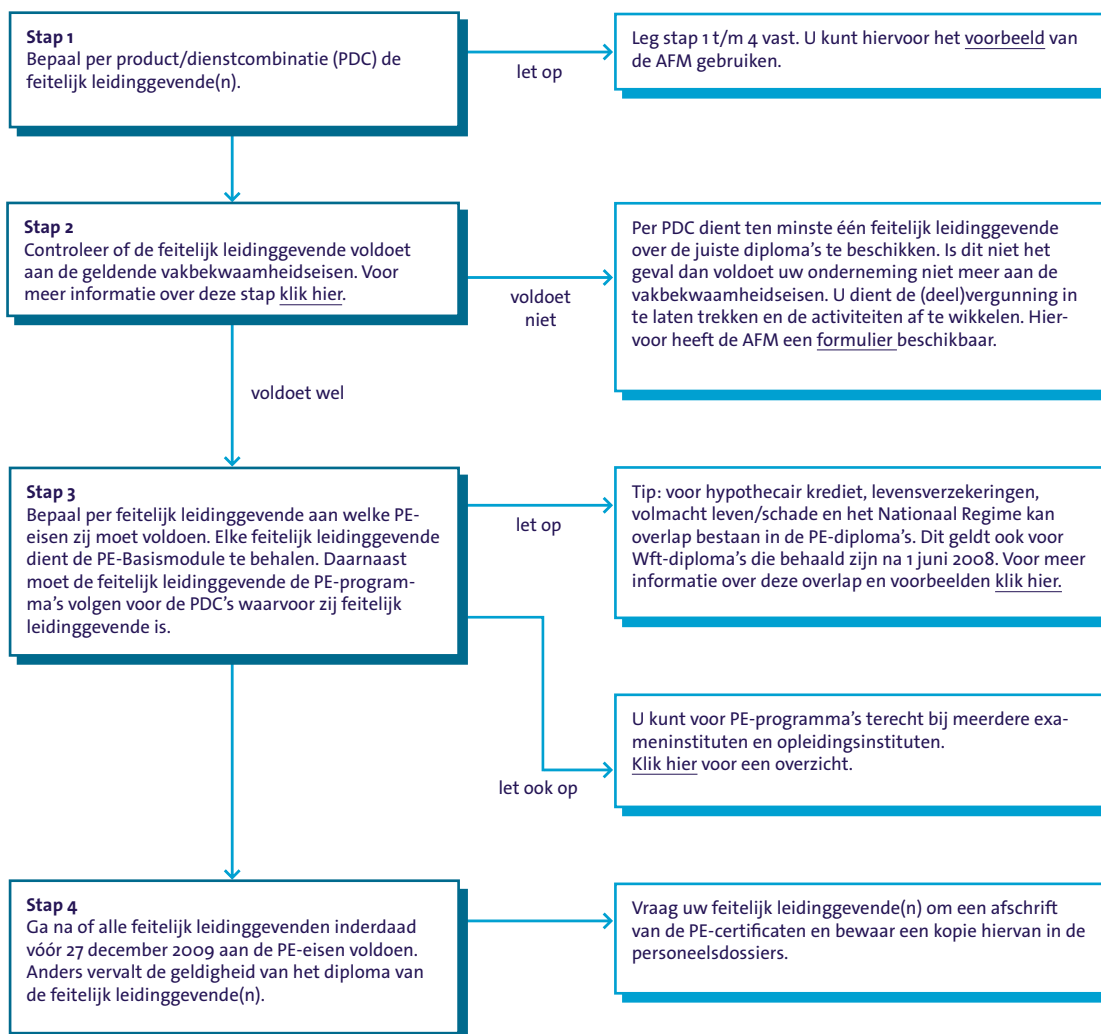 Stap 1
Bepaal per product/dienstcombinatie (PDC) de
feitelijk leidinggevende(n).
let op
Leg stap 1 t/m 4 vast. U kunt hiervoor het voorbeeld van
de AFM gebruiken.
Stap 2
Controleer of de feitelijk leidinggevende voldoet
aan de geldende vakbekwaamheidseisen. Voor
meer informatie over deze stap klik hier.
voldoet
niet
Per PDC dient ten minste één feitelijk leidinggevende
over de juiste diploma's te beschikken. Is dit niet het
geval dan voldoet uw onderneming niet meer aan de
vakbekwaamheidseisen. U dient de (deel)vergunning in
te laten trekken en de activiteiten af te wikkelen. Hier-
voor heeft de AFM een formulier beschikbaar.
voldoet wel
Stap 3
Bepaal per feitelijk leidinggevende aan welke PE-
eisen zij moet voldoen. Elke feitelijk leidinggevende
dient de PE-Basismodule te behalen. Daarnaast
moet de feitelijk leidinggevende de PE-program-
ma's volgen voor de PDC's waarvoor zij feitelijk
leidinggevende is.
let op
Tip: voor hypothecair krediet, levensverzekeringen,
volmacht leven/schade en het Nationaal Regime kan
overlap bestaan in de PE-diploma's. Dit geldt ook voor
Wft-diploma's die behaald zijn na 1 juni 2008. Voor meer
informatie over deze overlap en voorbeelden klik hier.
let ook op
U kunt voor PE-programma's terecht bij meerdere exa-
meninstituten en opleidingsinstituten.
Klik hier voor een overzicht.
Stap 4
Ga na of alle feitelijk leidinggevenden inderdaad
vóór 27 december 2009 aan de PE-eisen voldoen.
Anders vervalt de geldigheid van het diploma van
de feitelijk leidinggevende(n).
Vraag uw feitelijk leidinggevende(n) om een afschrift
van de PE-certificaten en bewaar een kopie hiervan in de
personeelsdossiers.